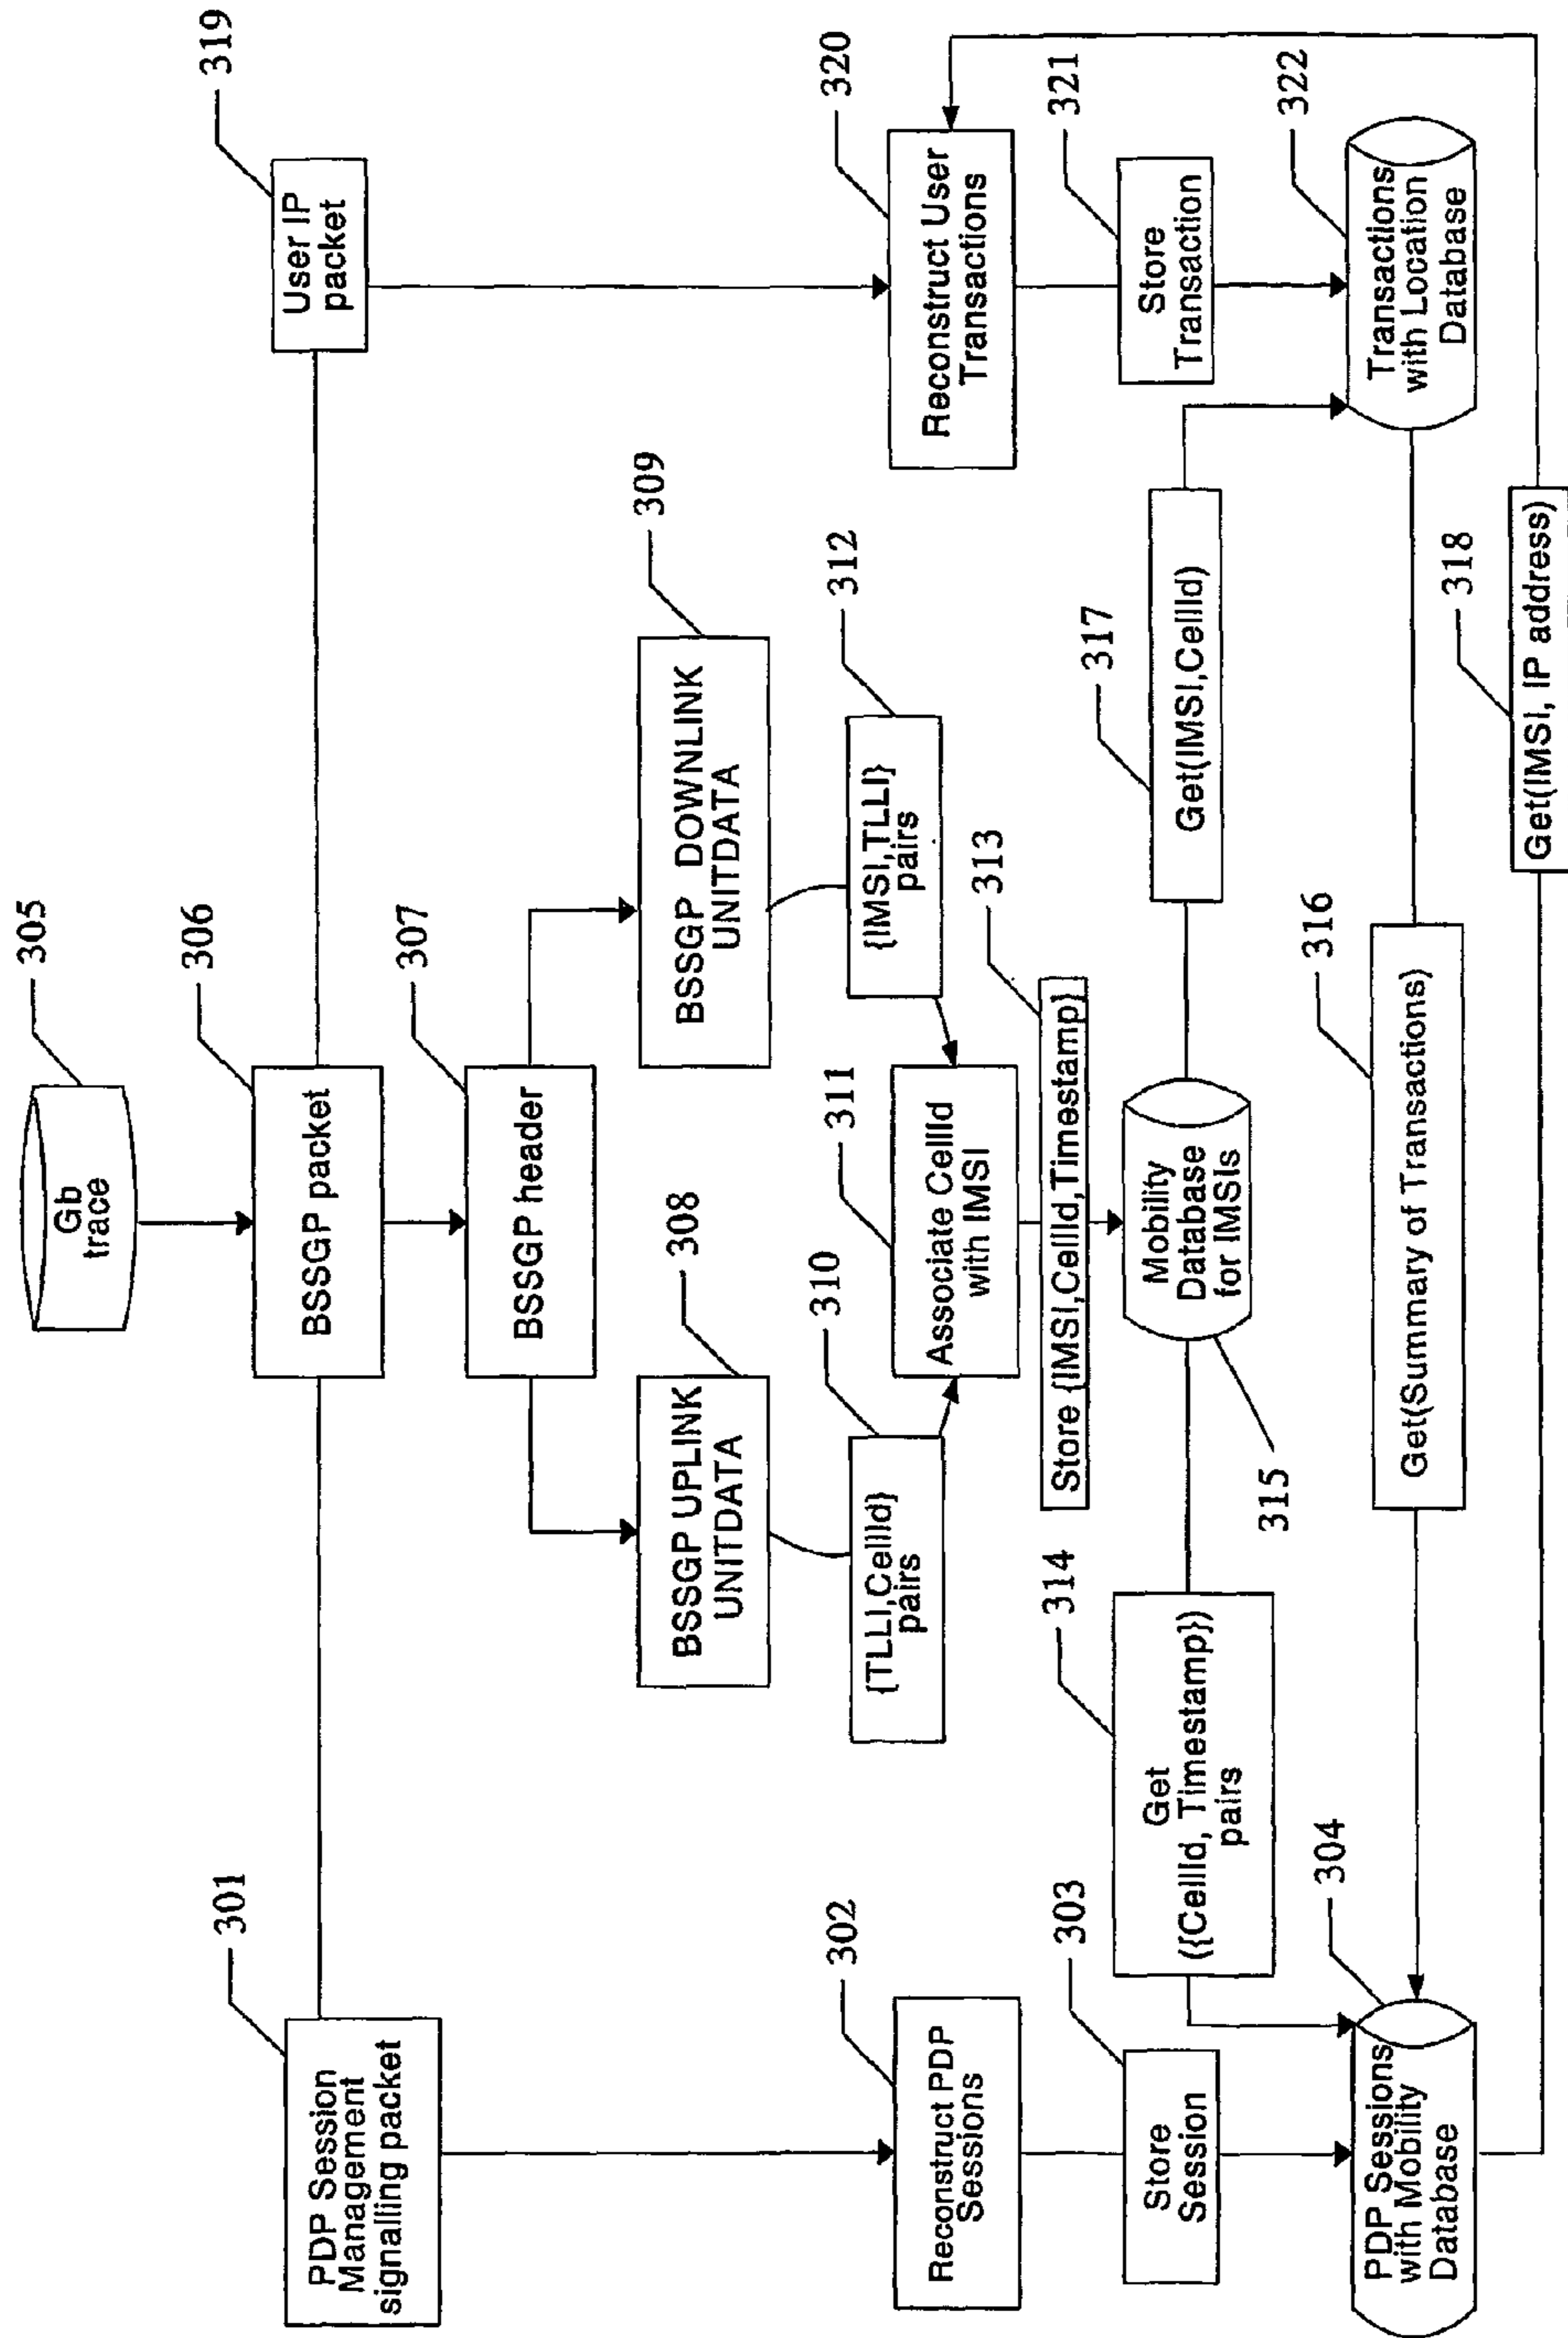 305
Gb
trace
306
BSSGP packet
301
PDP Session
Management
signalling packet
319
User IP
packet
307
BSSGP header
308
BSSGP UPLINK
UNITDATA
309
BSSGP DOWNLINK
UNITDATA
310
{TLLI,CellId}
pairs
312
{IMSI,TLLI}
pairs
302
Reconstruct PDP
Sessions
311
Associate CellId
with IMSI
320
Reconstruct User
Transactions
313
Store {IMSI,CellId,Timestamp}
303
Store
Session
314
Get
({CellId, Timestamp})
pairs
Mobility
Database
for IMSIs
315
317
Get(IMSI,CellId)
321
Store
Transaction
304
PDP Sessions
with Mobility
Database
316
Get(Summary of Transactions)
322
Transactions
with Location
Database
318
Get(IMSI, IP address)